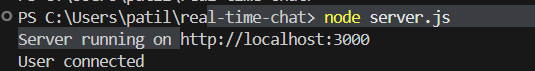 PS C:\Users\patil\real-time-chat> node server.js
Server running on http://localhost:3000
User connected